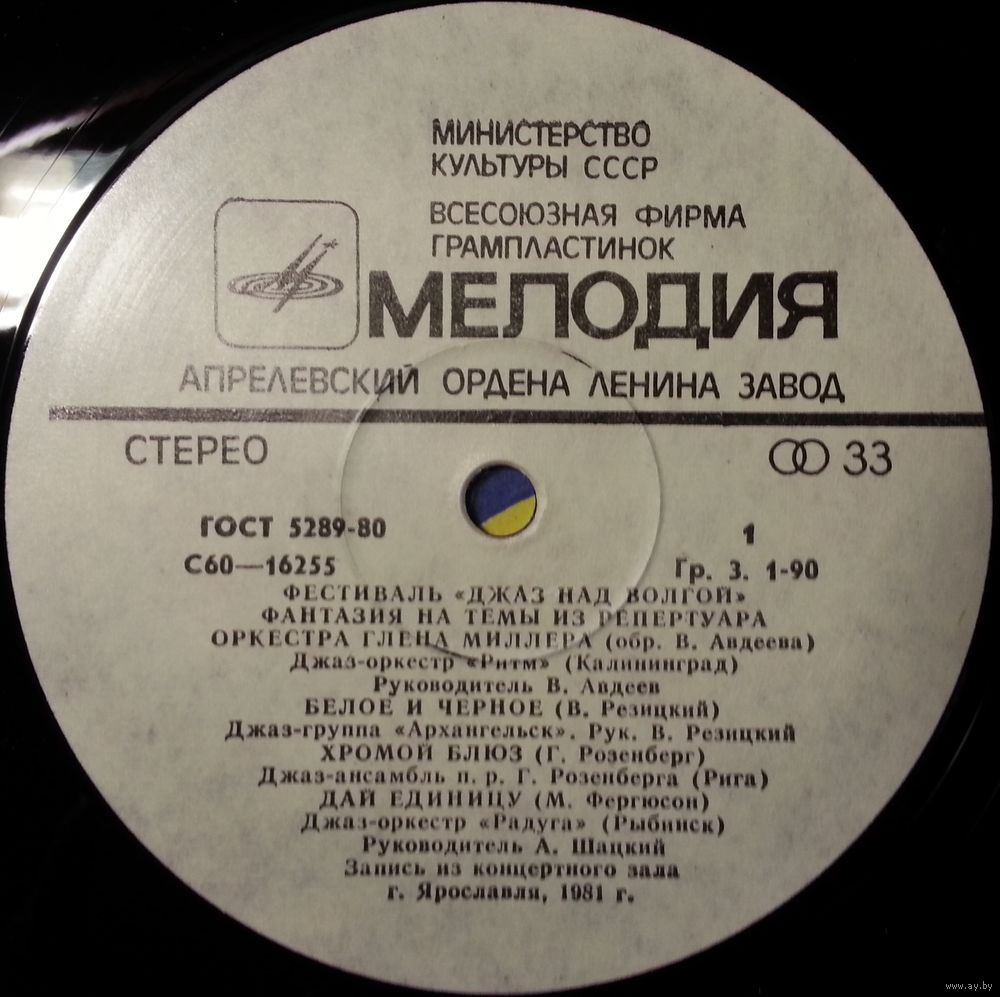 МИНИСТЕРСТВО
КУЛЬТУРЫ СССР
ВСЕСОЮЗНАЯ ФИРМА
ГРАМПЛАСТИНОК
МЕЛОДИЯ
АПРЕЛЕВСКИЙ ОРДЕНА ЛЕНИНА ЗАВОД
СТЕРЕО 33
ГОСТ 5289-80 1
С60—16255 Гр. 3. 1-90
ФЕСТИВАЛЬ «ДЖАЗ НАД ВОЛГОЙ»
ФАНТАЗИЯ НА ТЕМЫ ИЗ РЕПЕРТУАРА
ОРКЕСТРА ГЛЕНА МИЛЛЕРА (обр. В. Авдеева)
Джаз-оркестр «Ритм» (Калининград)
Руководитель В. Авдеев
БЕЛОЕ И ЧЕРНОЕ (В. Резицкий)
Джаз-группа «Архангельск». Рук. В. Резицкий
ХРОМОЙ БЛЮЗ (Г. Розенберг)
Джаз-ансамбль п. р. Г. Розенберга (Рига)
ДАЙ ЕДИНИЦУ (М. Фергюсон)
Джаз-оркестр «Радуга» (Рыбинск)
Руководитель А. Шацкий
Запись из концертного зала
г. Ярославля, 1981 г.
www.ay.by